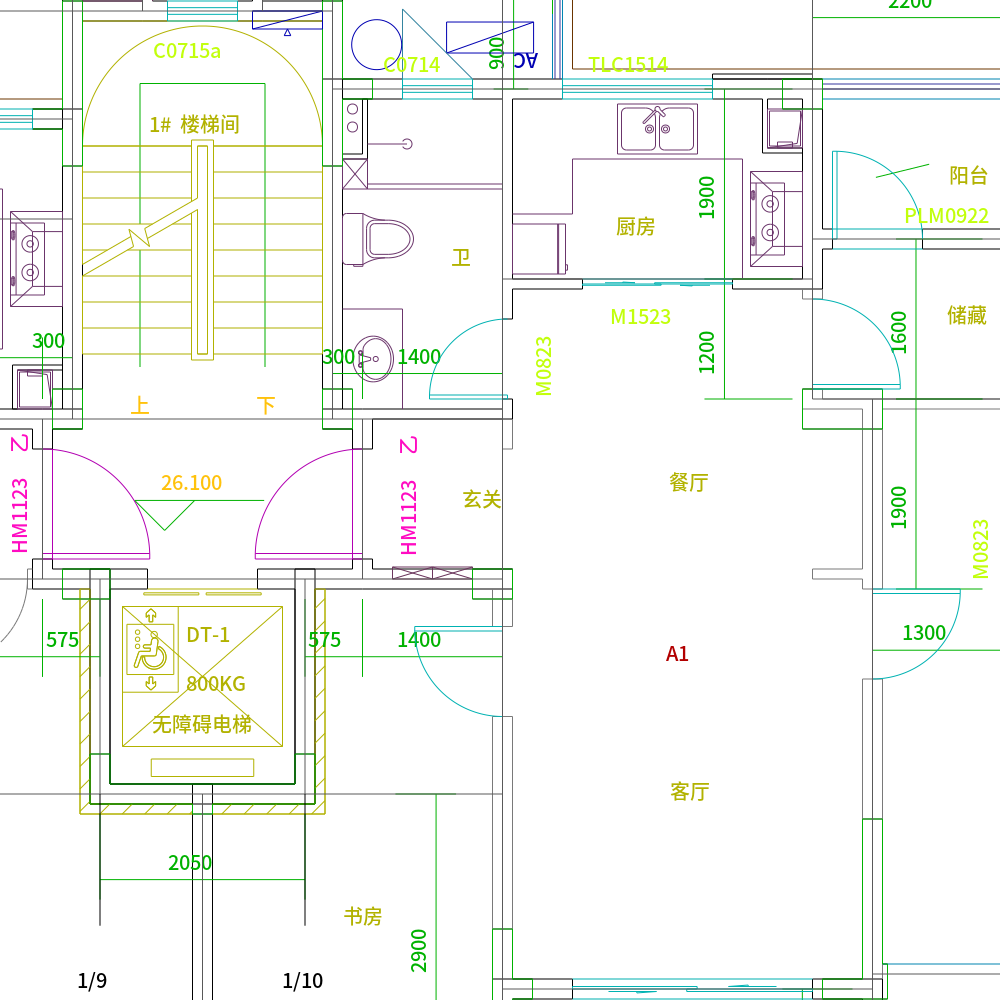 2200
C0715a
C0714
900
AC
TLC1514
1# 楼梯间
阳台
1900
PLM0922
厨房
卫
储藏
M1523
300
300
1400
M0823
1200
1600
上
下
乙
HM1123
26.100
乙
HM1123
玄关
餐厅
1900
M0823
575
DT-1
575
1400
1300
A1
800KG
无障碍电梯
客厅
2050
书房
2900
1/9
1/10